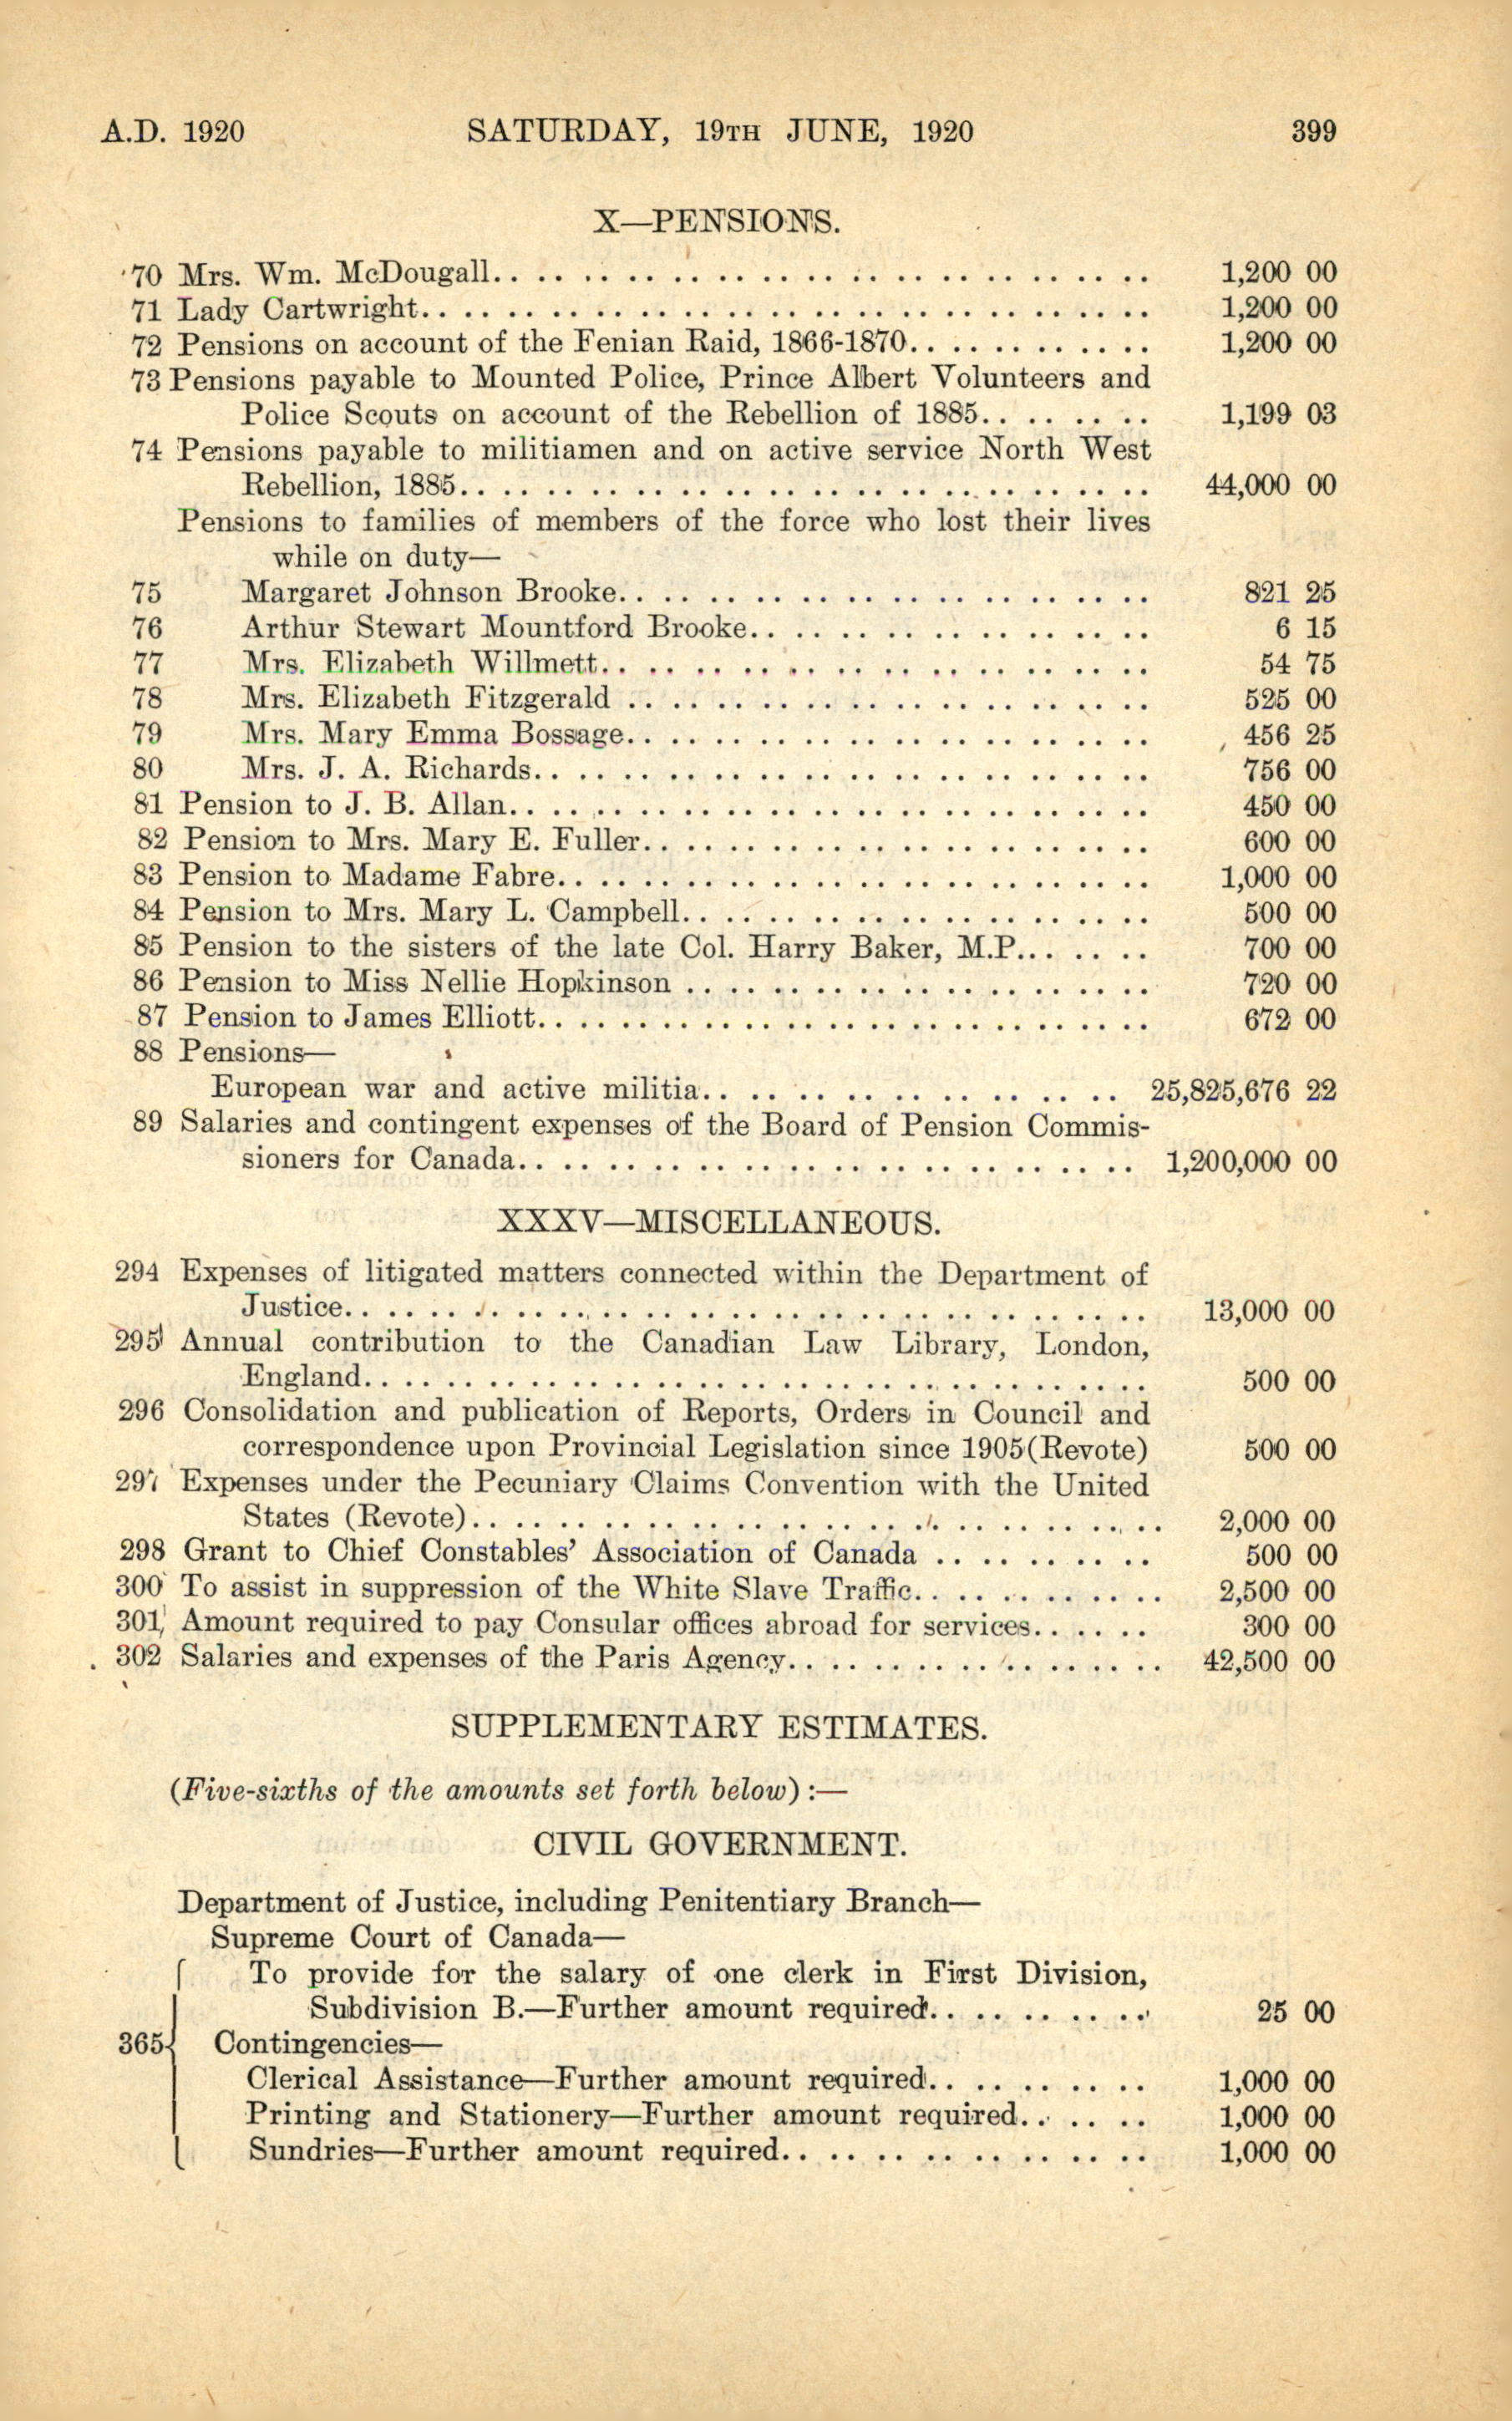 A.D. 1920 SATURDAY, 19TH JUNE, 1920 399
X—PENSIONS.
70 Mrs. Wm. McDougall. . . . . . . . . . . . . . . . . . . . 1,200 00
71 Lady Cartwright. . . . . . . . . . . . . . . . . . . . 1,200 00
72 Pensions on account of the Fenian Raid, 1866-1870. . . . . . . . . . . 1,200 00
73 Pensions payable to Mounted Police, Prince Albert Volunteers and
Police Scouts on account of the Rebellion of 1885. . . . . . . . 1,199 03
74 Pensions payable to militiamen and on active service North West
Rebellion, 1885. . . . . . . . . . . . . . . . . . . . 44,000 00
Pensions to families of members of the force who lost their lives
while on duty—
75 Margaret Johnson Brooke. . . . . . . . . . . . . . . . 821 25
76 Arthur Stewart Mountford Brooke. . . . . . . . . . . . . . 6 15
77 Mrs. Elizabeth Willmett. . . . . . . . . . . . . . . . 54 75
78 Mrs. Elizabeth Fitzgerald . . . . . . . . . . . . . . . . 525 00
79 Mrs. Mary Emma Bossage. . . . . . . . . . . . . . . . 456 25
80 Mrs. J. A. Richards. . . . . . . . . . . . . . . . . . 756 00
81 Pension to J. B. Allan. . . . . . . . . . . . . . . . . . 450 00
82 Pension to Mrs. Mary E. Fuller. . . . . . . . . . . . . . . . 600 00
83 Pension to Madame Fabre. . . . . . . . . . . . . . . . . . 1,000 00
84 Pension to Mrs. Mary L. Campbell. . . . . . . . . . . . . . . . 500 00
85 Pension to the sisters of the late Col. Harry Baker, M.P.. . . . . . . 700 00
86 Pension to Miss Nellie Hopkinson . . . . . . . . . . . . . . . . 720 00
87 Pension to James Elliott. . . . . . . . . . . . . . . . . . 672 00
88 Pensions—
European war and active militia. . . . . . . . . . . . . . 25,825,676 22
89 Salaries and contingent expenses of the Board of Pension Commis-
sioners for Canada. . . . . . . . . . . . . . . . . . 1,200,000 00
XXXV—MISCELLANEOUS.
294 Expenses of litigated matters connected within the Department of
Justice. . . . . . . . . . . . . . . . . . . . 13,000 00
295 Annual contribution to the Canadian Law Library, London,
England. . . . . . . . . . . . . . . . . . . . 500 00
296 Consolidation and publication of Reports, Orders in Council and
correspondence upon Provincial Legislation since 1905(Revote) 500 00
297 Expenses under the Pecuniary Claims Convention with the United
States (Revote). . . . . . . . . . . . . . . . . . 2,000 00
298 Grant to Chief Constables' Association of Canada . . . . . . . . . . 500 00
300 To assist in suppression of the White Slave Traffic. . . . . . . . . . . 2,500 00
301 Amount required to pay Consular offices abroad for services. . . . . . 300 00
302 Salaries and expenses of the Paris Agency. . . . . . . . . . . . . . 42,500 00
SUPPLEMENTARY ESTIMATES.
(Five-sixths of the amounts set forth below) :—
CIVIL GOVERNMENT.
Department of Justice, including Penitentiary Branch—
Supreme Court of Canada—
To provide for the salary of one clerk in First Division,
Subdivision B.—Further amount required. . . . . . . . . . 25 00
365 Contingencies—
Clerical Assistance—Further amount required. . . . . . . . . . 1,000 00
Printing and Stationery—Further amount required. . . . . . 1,000 00
Sundries—Further amount required. . . . . . . . . . . . . . 1,000 00